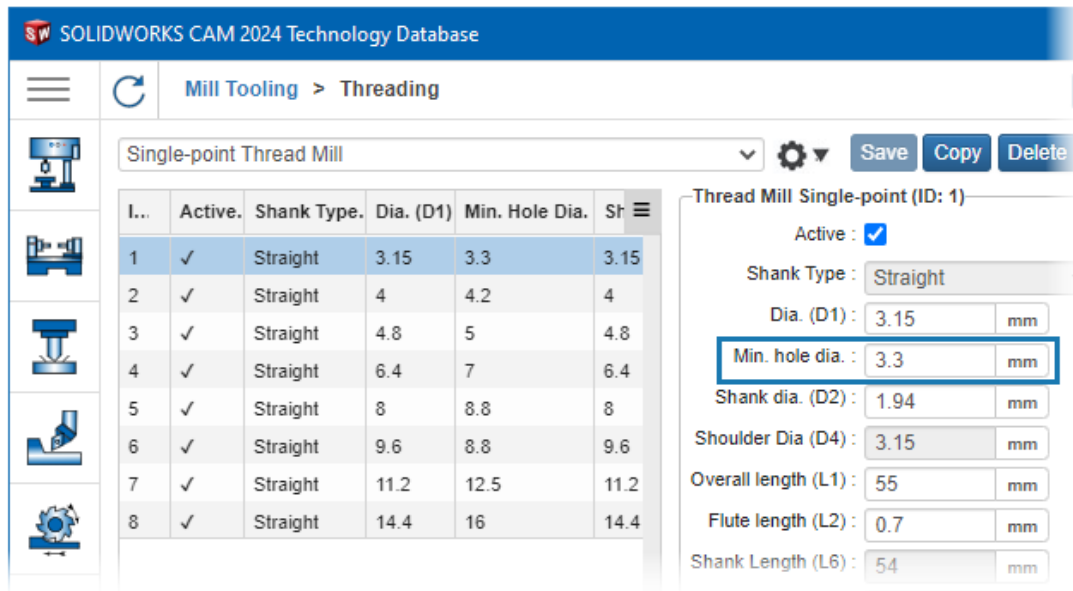 SW SOLIDWORKS CAM 2024 Technology Database
Mill Tooling > Threading
Single-point Thread Mill Save Copy Delete
I... Active. Shank Type. Dia. (D1) Min. Hole Dia. Sh
1 ✓ Straight 3.15 3.3 3.15
2 ✓ Straight 4 4.2 4
3 ✓ Straight 4.8 5 4.8
4 ✓ Straight 6.4 7 6.4
5 ✓ Straight 8 8.8 8
6 ✓ Straight 9.6 8.8 9.6
7 ✓ Straight 11.2 12.5 11.2
8 ✓ Straight 14.4 16 14.4
Thread Mill Single-point (ID: 1)
Active :
Shank Type : Straight
Dia. (D1) : 3.15 mm
Min. hole dia. : 3.3 mm
Shank dia. (D2) : 1.94 mm
Shoulder Dia (D4) : 3.15 mm
Overall length (L1) : 55 mm
Flute length (L2) : 0.7 mm
Shank Length (L6) : 54 mm